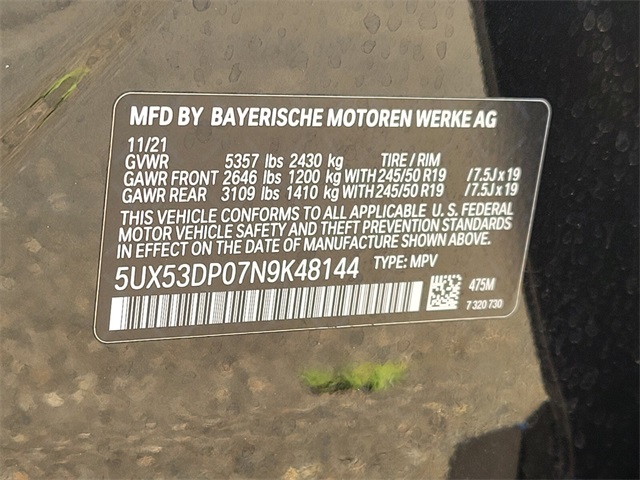 MFD BY BAYERISCHE MOTOREN WERKE AG
11/21
GVWR 5357 lbs 2430 kg TIRE / RIM
GAWR FRONT 2646 lbs 1200 kg WITH 245/50 R19 / 7.5J x 19
GAWR REAR 3109 lbs 1410 kg WITH 245/50 R19 / 7.5J x 19
THIS VEHICLE CONFORMS TO ALL APPLICABLE U. S. FEDERAL
MOTOR VEHICLE SAFETY AND THEFT PREVENTION STANDARDS
IN EFFECT ON THE DATE OF MANUFACTURE SHOWN ABOVE.
5UX53DP07N9K48144 TYPE: MPV
475M
7 320 730